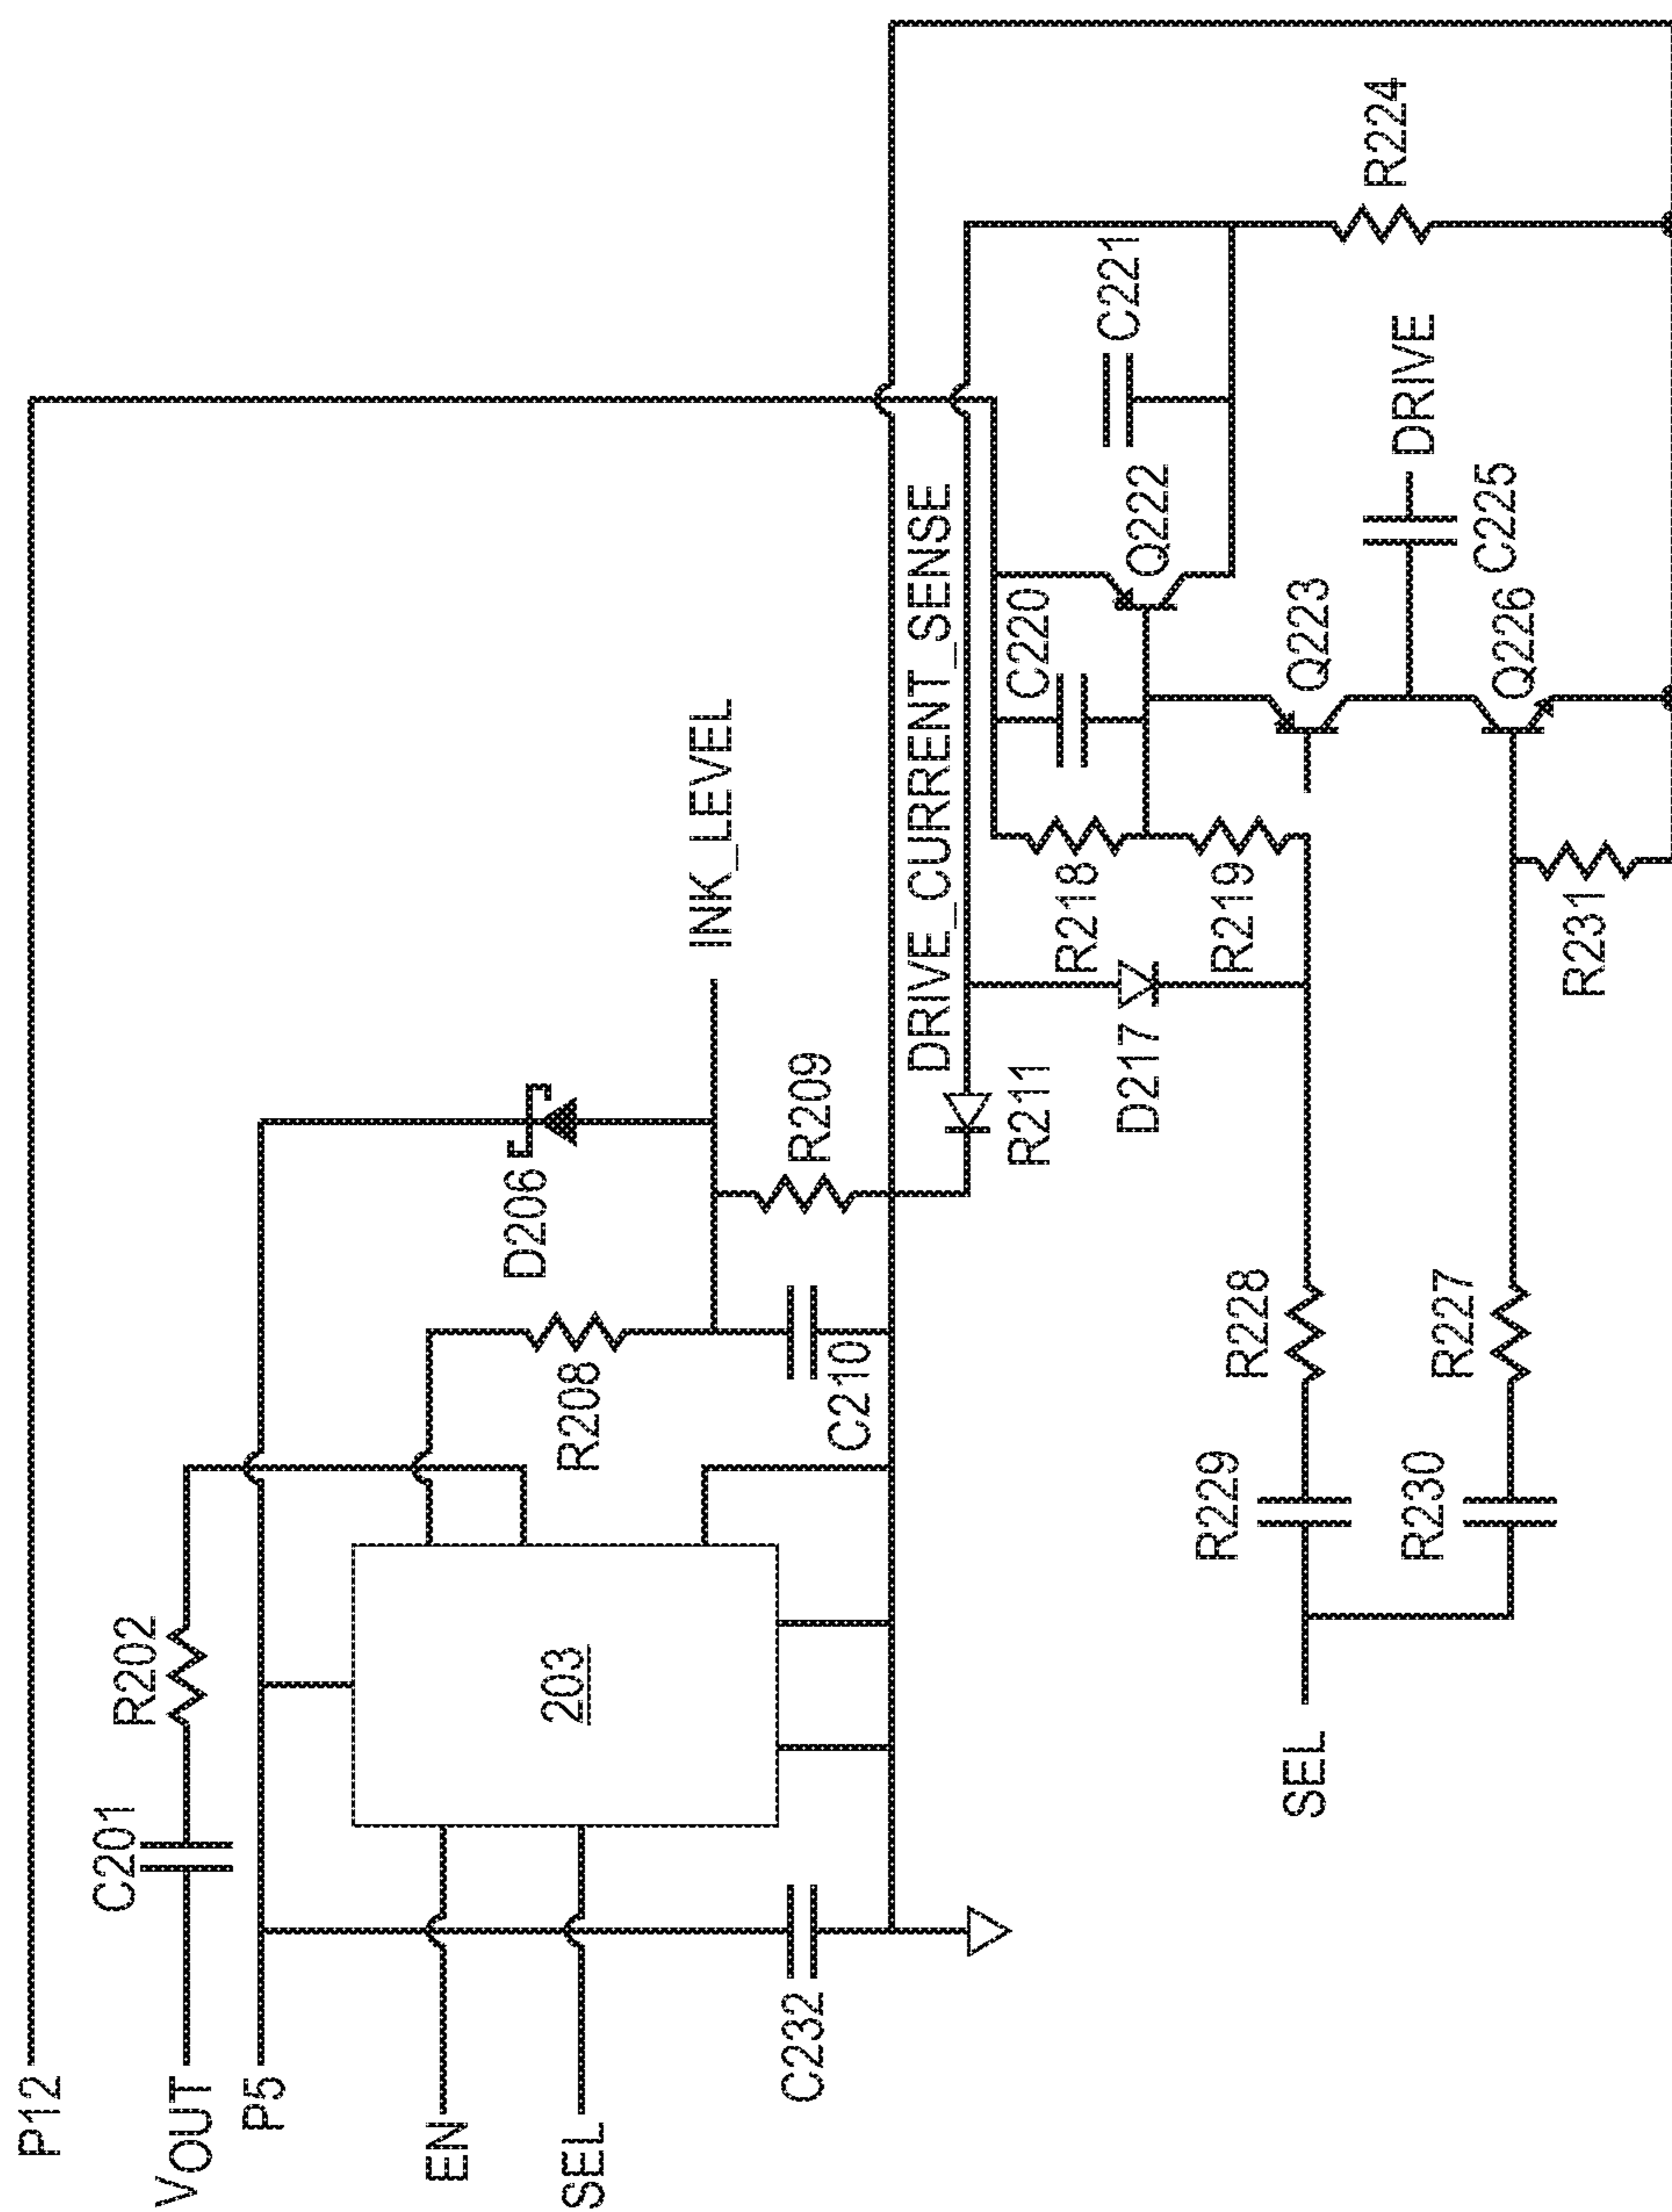 P12
VOUT
P5
EN
SEL
C201
R202
203
C232
R208
C210
D206
R209
INK_LEVEL
DRIVE_CURRENT_SENSE
R211
D217
R218
R219
C220
Q222
C221
R224
DRIVE
C225
Q223
Q226
R231
R228
R227
R229
R230
SEL